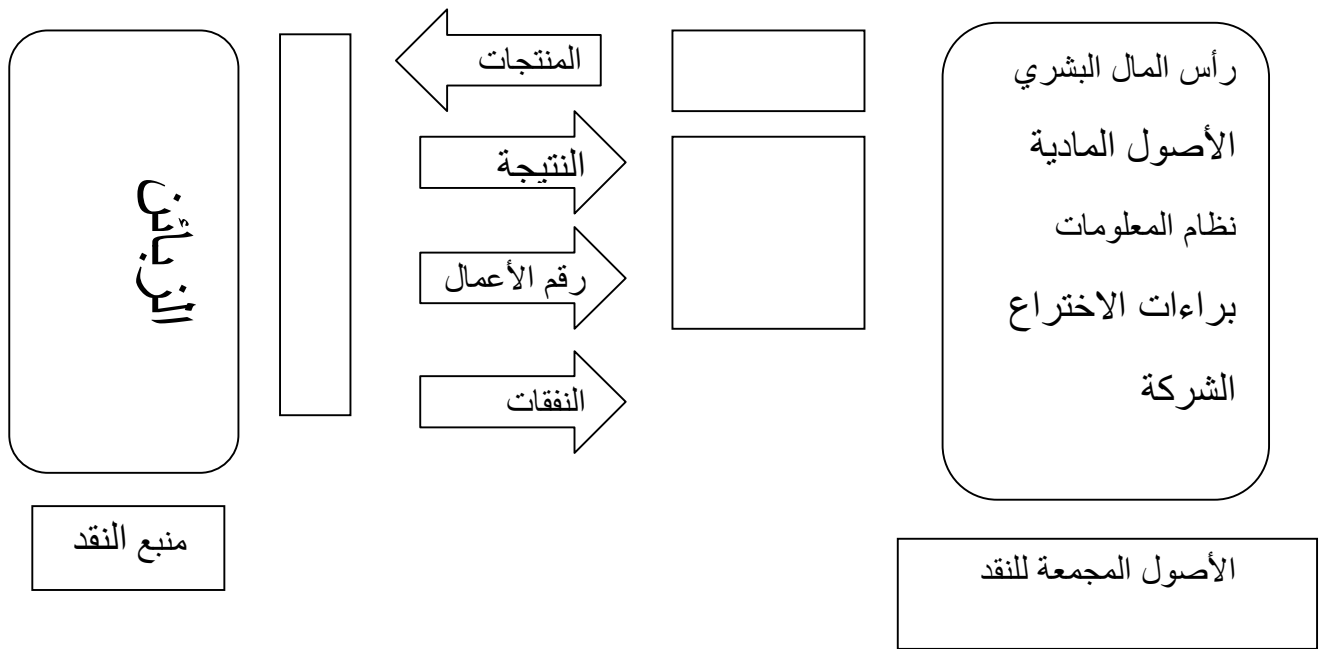 رأس المال البشري
الأصول المادية
نظام المعلومات
براءات الاختراع
الشركة
الأصول المجمعة للنقد
المنتجات
النتيجة
رقم الأعمال
النفقات
الزبائن
منبع النقد